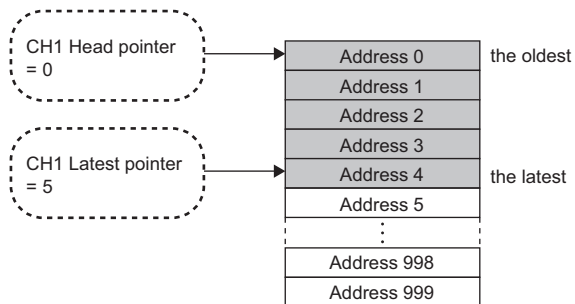 CH1 Head pointer
= 0
Address 0
the oldest
Address 1
Address 2
Address 3
CH1 Latest pointer
= 5
Address 4
the latest
Address 5
Address 998
Address 999